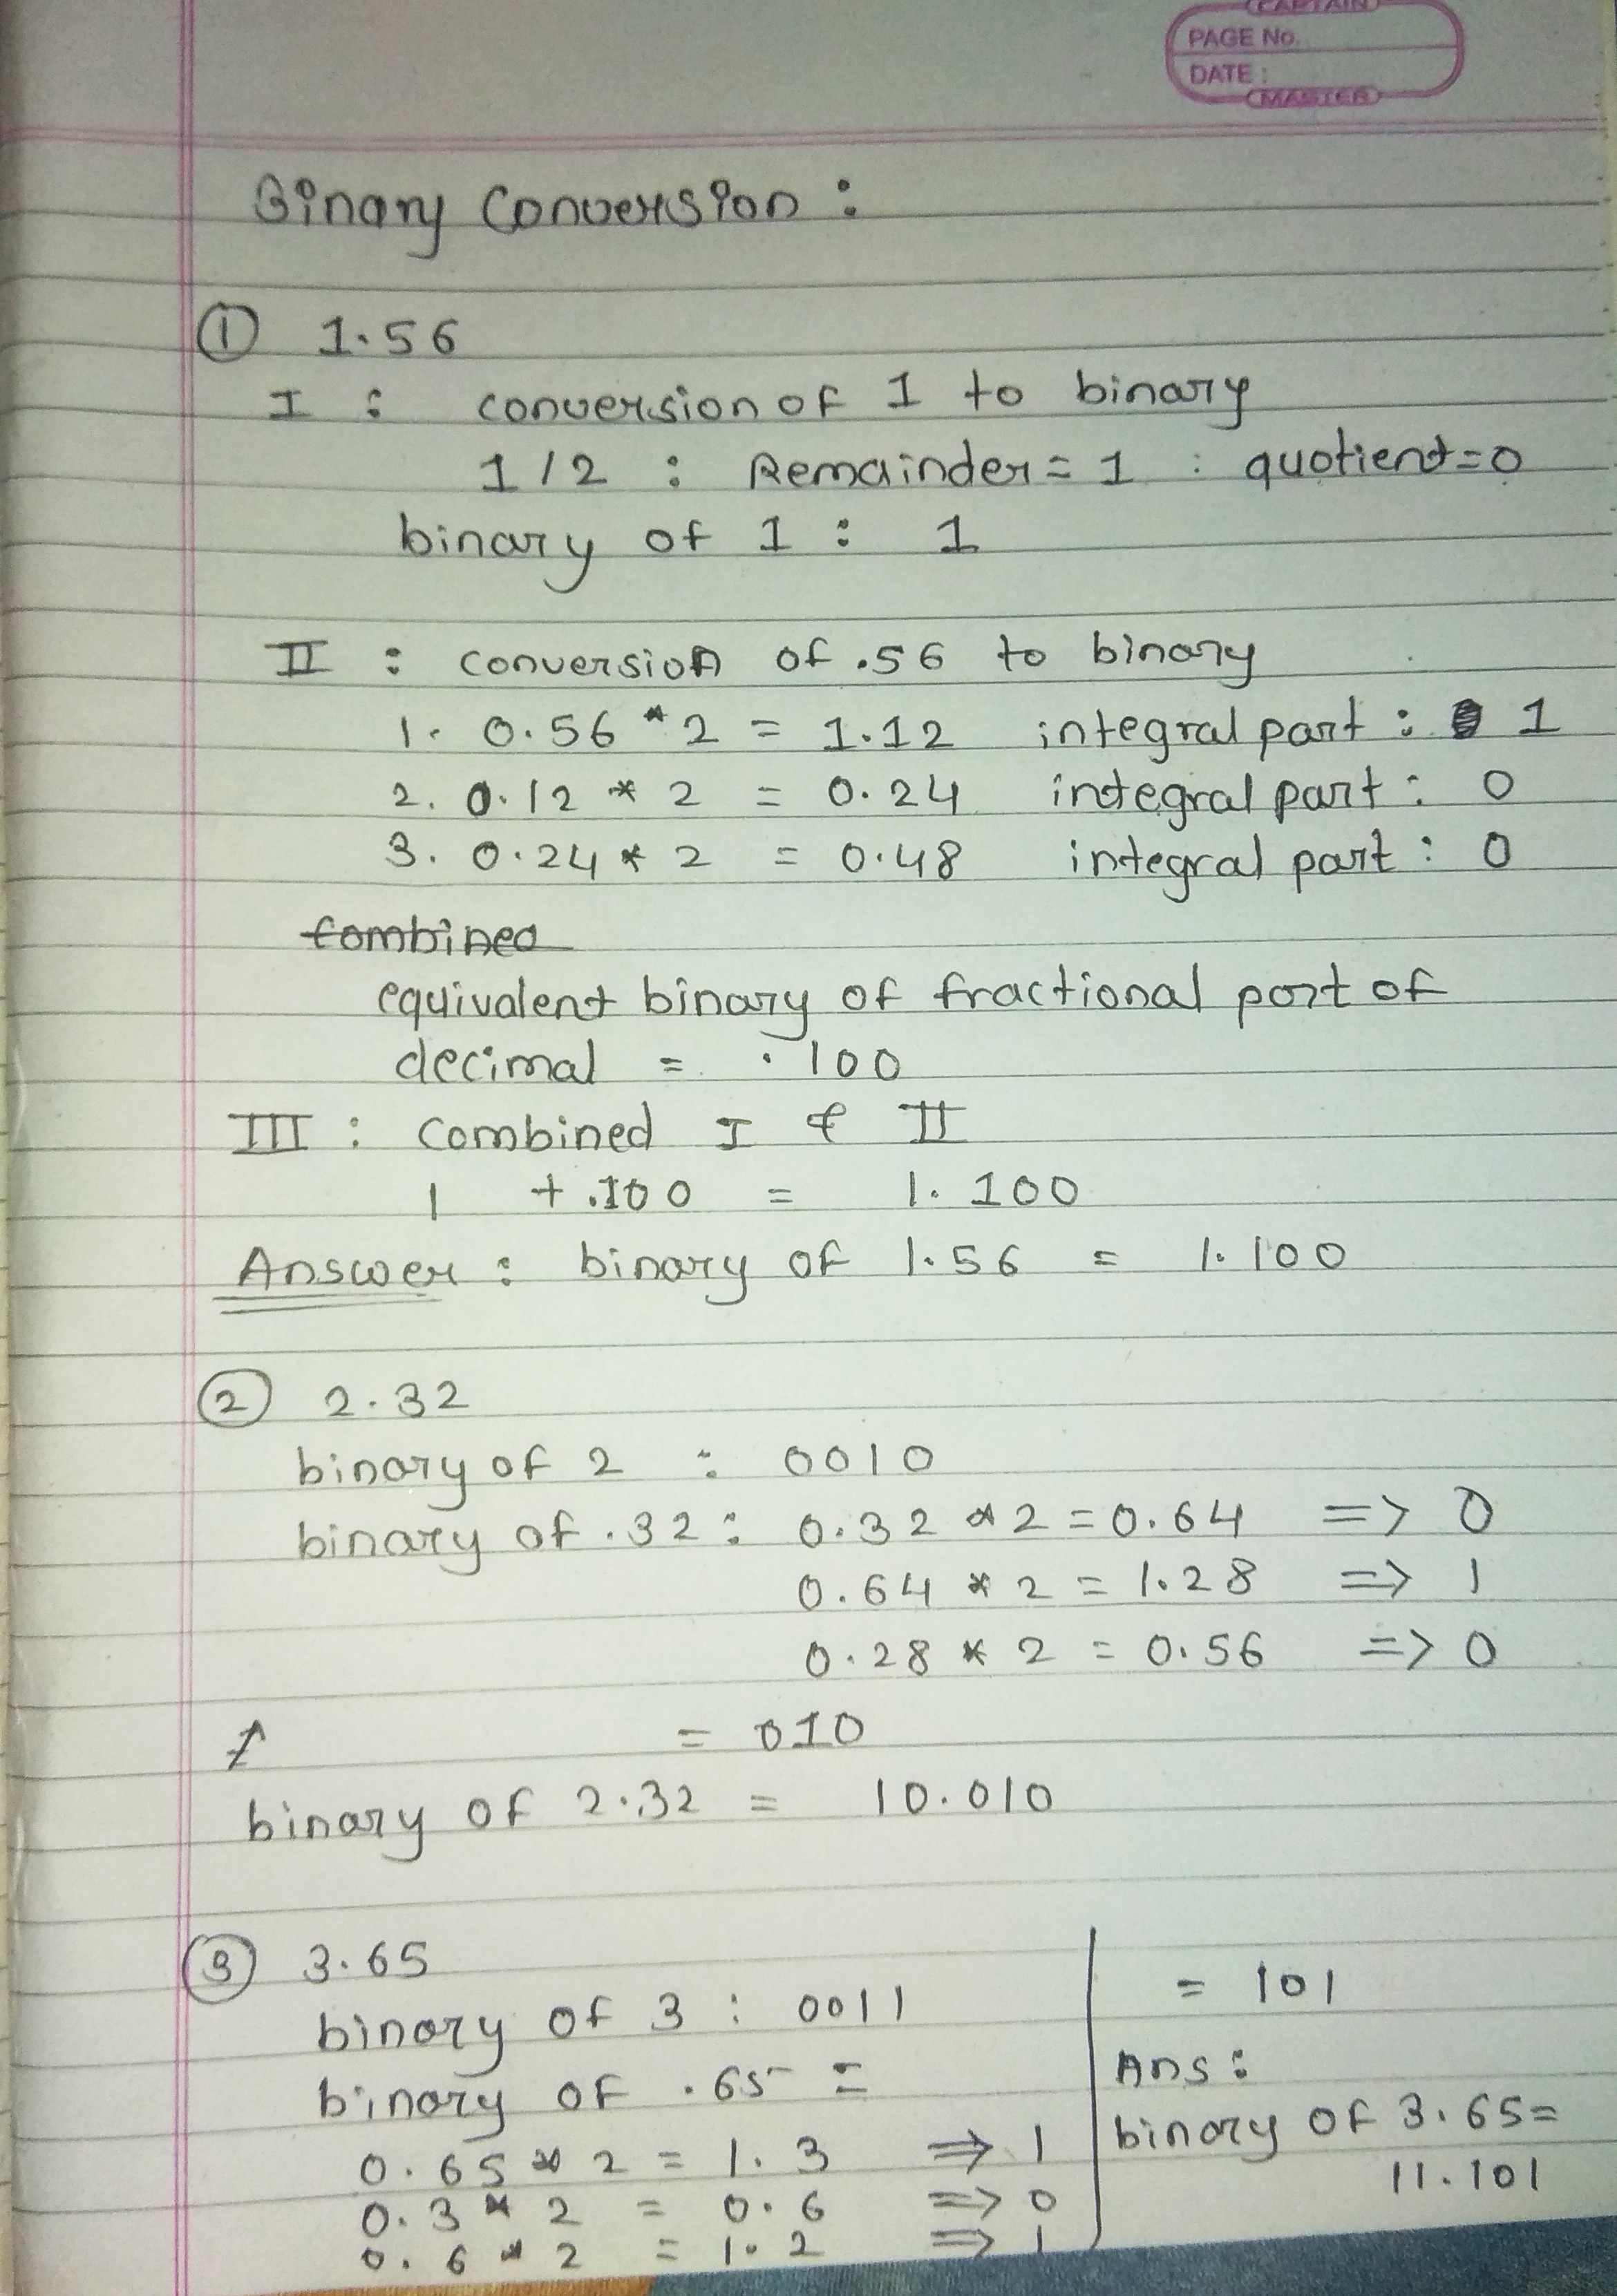 CAPTAIN
PAGE No.
DATE :
MASTER
Binary Conversion :
① 1.56
I : conversion of 1 to binary
1/2 : Remainder = 1 : quotient = 0
binary of 1 : 1
II : conversion of .56 to binary
1. 0.56 * 2 = 1.12 integral part : 1
2. 0.12 * 2 = 0.24 integral part : 0
3. 0.24 * 2 = 0.48 integral part : 0
combined
equivalent binary of fractional part of
decimal = .100
III : combined I & II
1 + .100 = 1.100
Answer : binary of 1.56 = 1.100
② 2.32
binary of 2 : 0010
binary of .32 : 0.32 * 2 = 0.64 => 0
0.64 * 2 = 1.28 => 1
0.28 * 2 = 0.56 => 0
= 010
binary of 2.32 = 10.010
③ 3.65
binary of 3 : 0011
binary of .65 =
0.65 * 2 = 1.3 => 1
0.3 * 2 = 0.6 => 0
0.6 * 2 = 1.2 => 1
= 101
Ans :
binary of 3.65 =
11.101